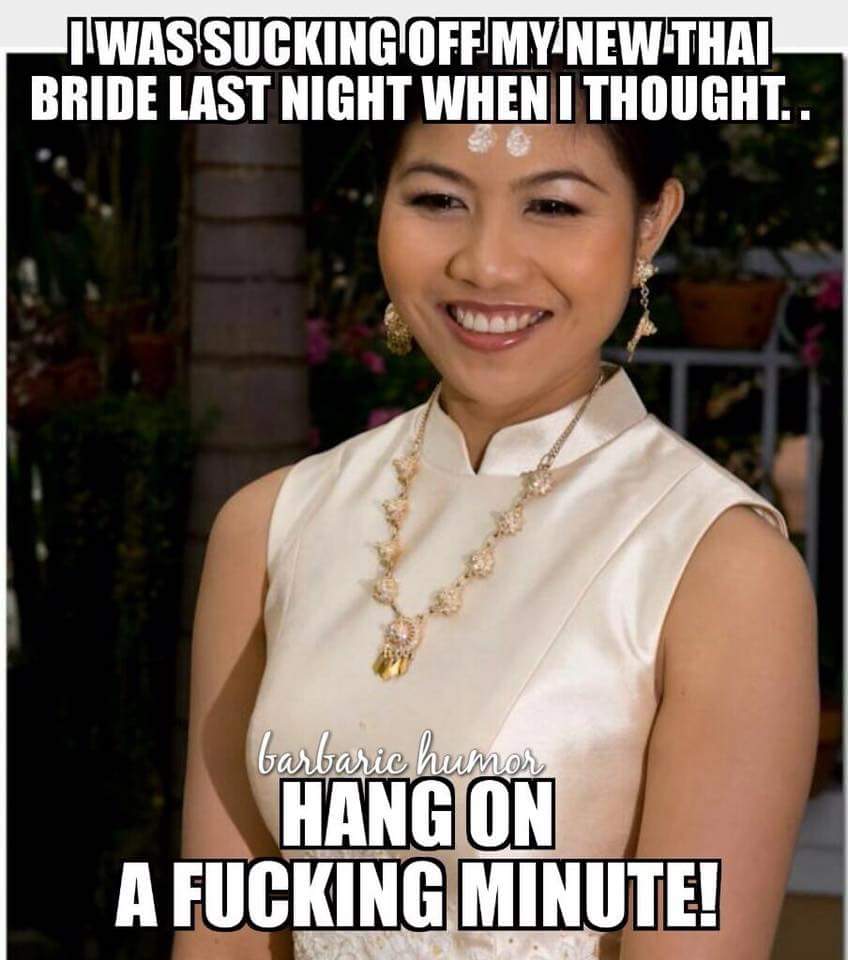 I WAS SUCKING OFF MY NEW THAI
BRIDE LAST NIGHT WHEN I THOUGHT. .
barbaric humor
HANG ON
A FUCKING MINUTE!